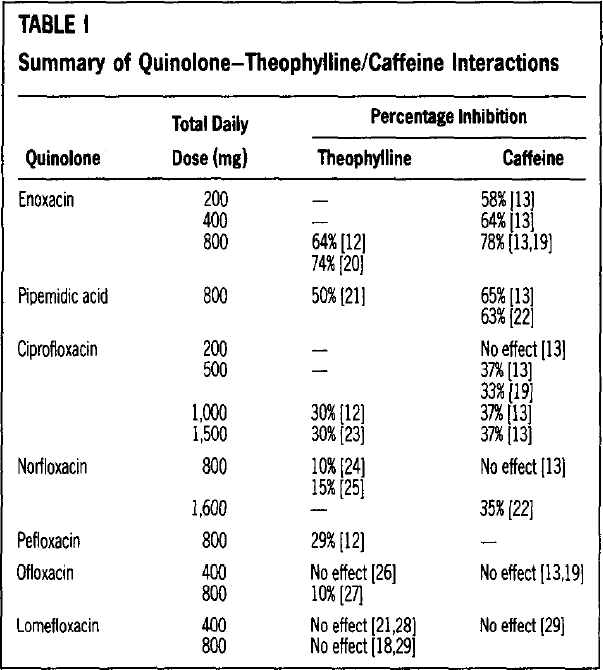 TABLE I
Summary of Quinolone–Theophylline/Caffeine Interactions
Total Daily Percentage Inhibition
Quinolone Dose (mg) Theophylline Caffeine
Enoxacin 200 — 58% [13]
400 — 64% [13]
800 64% [12] 78% [13,19]
74% [20]
Pipemidic acid 800 50% [21] 65% [13]
63% [22]
Ciprofloxacin 200 — No effect [13]
500 — 37% [13]
33% [19]
1,000 30% [12] 37% [13]
1,500 30% [23] 37% [13]
Norfloxacin 800 10% [24] No effect [13]
15% [25]
1,600 — 35% [22]
Pefloxacin 800 29% [12] —
Ofloxacin 400 No effect [26] No effect [13,19]
800 10% [27]
Lomefloxacin 400 No effect [21,28] No effect [29]
800 No effect [18,29]